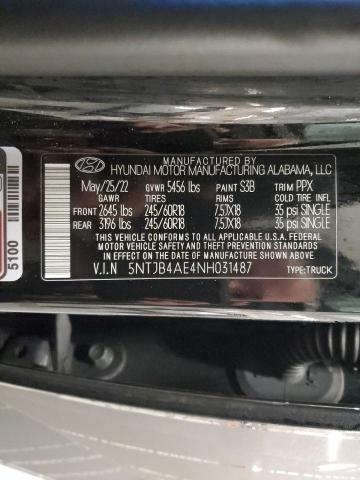 MANUFACTURED BY
HYUNDAI MOTOR MANUFACTURING ALABAMA, LLC
May/25/22 GVWR 5456 lbs PAINT S3B TRIM PPX
GAWR TIRES RIMS COLD TIRE INFL
FRONT 2645 lbs 245/60R18 7.5JX18 35 psi SINGLE
REAR 3196 lbs 245/60R18 7.5JX18 35 psi SINGLE
THIS VEHICLE CONFORMS TO ALL APPLICABLE U.S.A. FEDERAL
MOTOR VEHICLE SAFETY AND THEFT PREVENTION STANDARDS
IN EFFECT ON THE DATE OF MANUFACTURE SHOWN ABOVE.
V.I.N 5NTJB4AE4NH031487 TYPE:TRUCK
5100